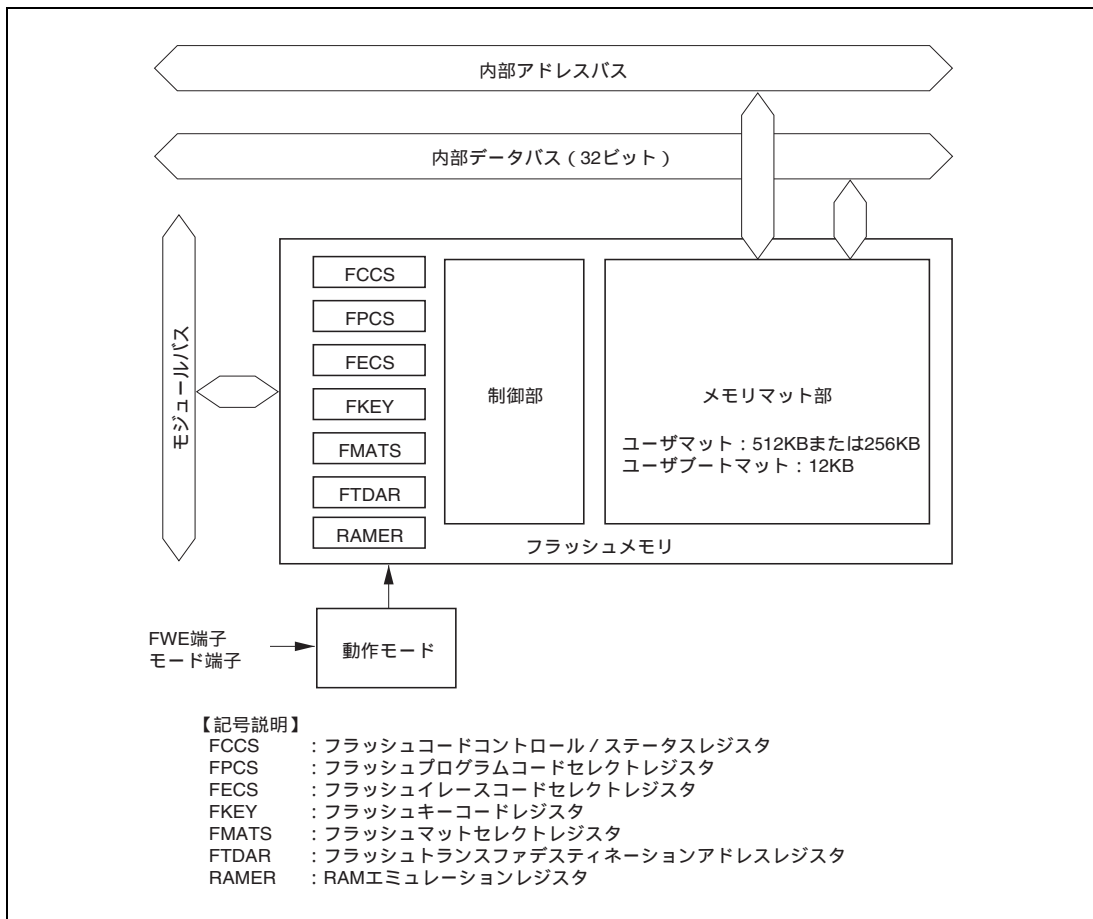 内部アドレスバス
内部データバス（32ビット）
モジュールバス
FCCS
FPCS
FECS
FKEY
FMATS
FTDAR
RAMER
制御部
メモリマット部
ユーザマット：512KBまたは256KB
ユーザブートマット：12KB
フラッシュメモリ
FWE端子
モード端子
動作モード
【記号説明】
FCCS ：フラッシュコードコントロール / ステータスレジスタ
FPCS ：フラッシュプログラムコードセレクトレジスタ
FECS ：フラッシュイレースコードセレクトレジスタ
FKEY ：フラッシュキーコードレジスタ
FMATS ：フラッシュマットセレクトレジスタ
FTDAR ：フラッシュトランスファデスティネーションアドレスレジスタ
RAMER ：RAMエミュレーションレジスタ